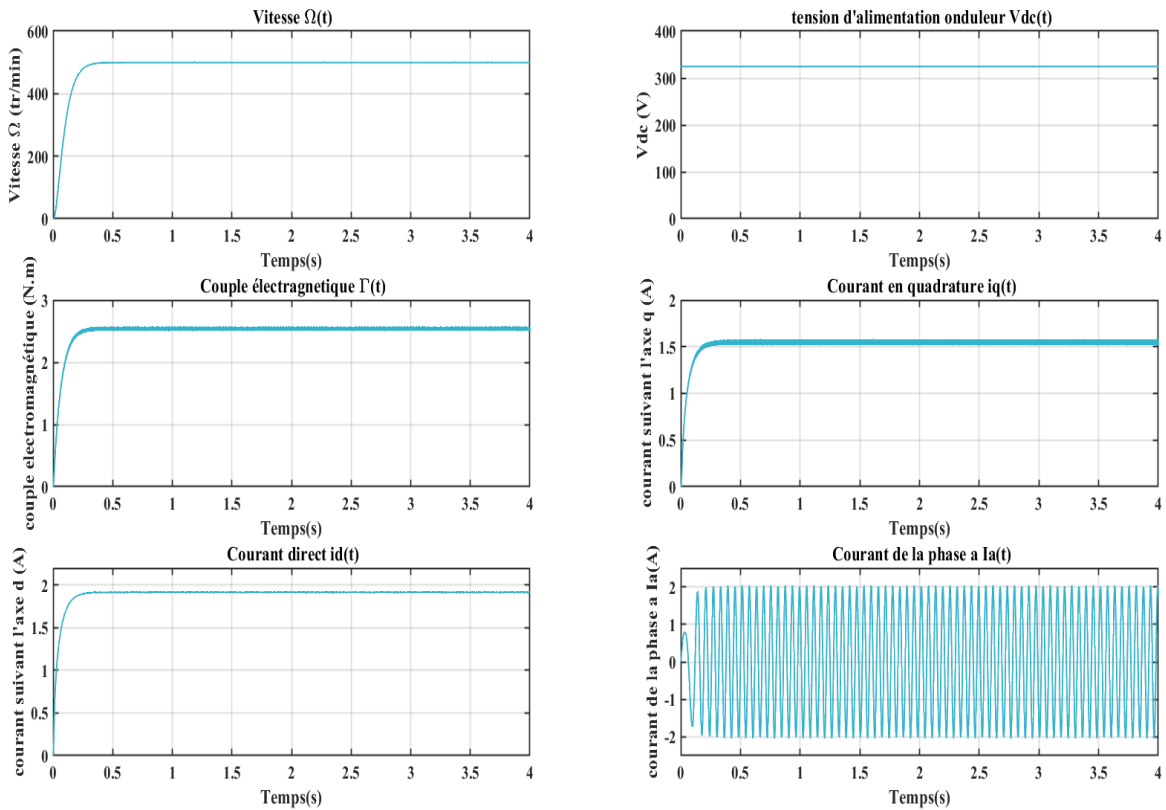 Vitesse Ω(t)
Vitesse Ω (tr/min)
600
400
200
0
0 0.5 1 1.5 2 2.5 3 3.5 4
Temps(s)
tension d'alimentation onduleur Vdc(t)
Vdc (V)
400
300
200
100
0
0 0.5 1 1.5 2 2.5 3 3.5 4
Temps(s)
Couple électragnetique Γ(t)
couple electromagnétique (N.m)
3
2
1
0
0 0.5 1 1.5 2 2.5 3 3.5 4
Temps(s)
Courant en quadrature iq(t)
courant suivant l'axe q (A)
2
1.5
1
0.5
0
0 0.5 1 1.5 2 2.5 3 3.5 4
Temps(s)
Courant direct id(t)
courant suivant l'axe d (A)
2
1.5
1
0.5
0
0 0.5 1 1.5 2 2.5 3 3.5 4
Temps(s)
Courant de la phase a Ia(t)
courant de la phase a Ia(A)
2
1
0
-1
-2
0 0.5 1 1.5 2 2.5 3 3.5 4
Temps(s)